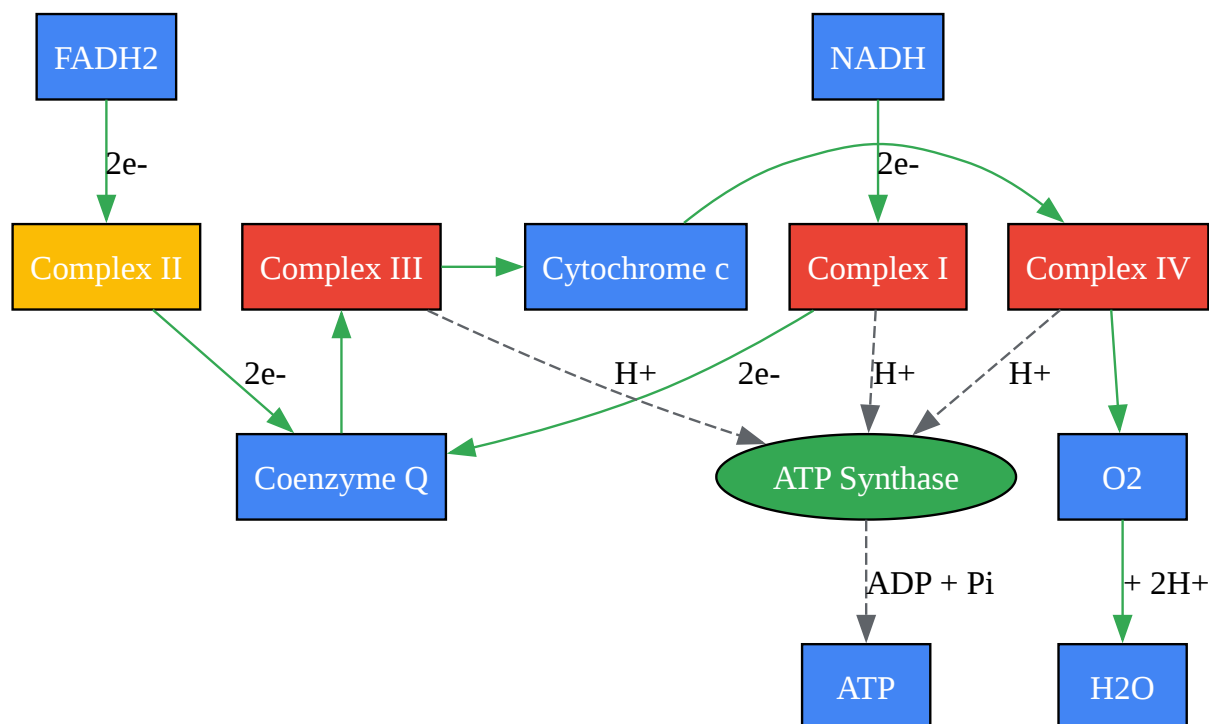 FADH2
NADH
2e-
2e-
Complex II
Complex III
Cytochrome c
Complex I
Complex IV
2e-
H+
2e-
H+
H+
Coenzyme Q
ATP Synthase
O2
ADP + Pi
+ 2H+
ATP
H2O